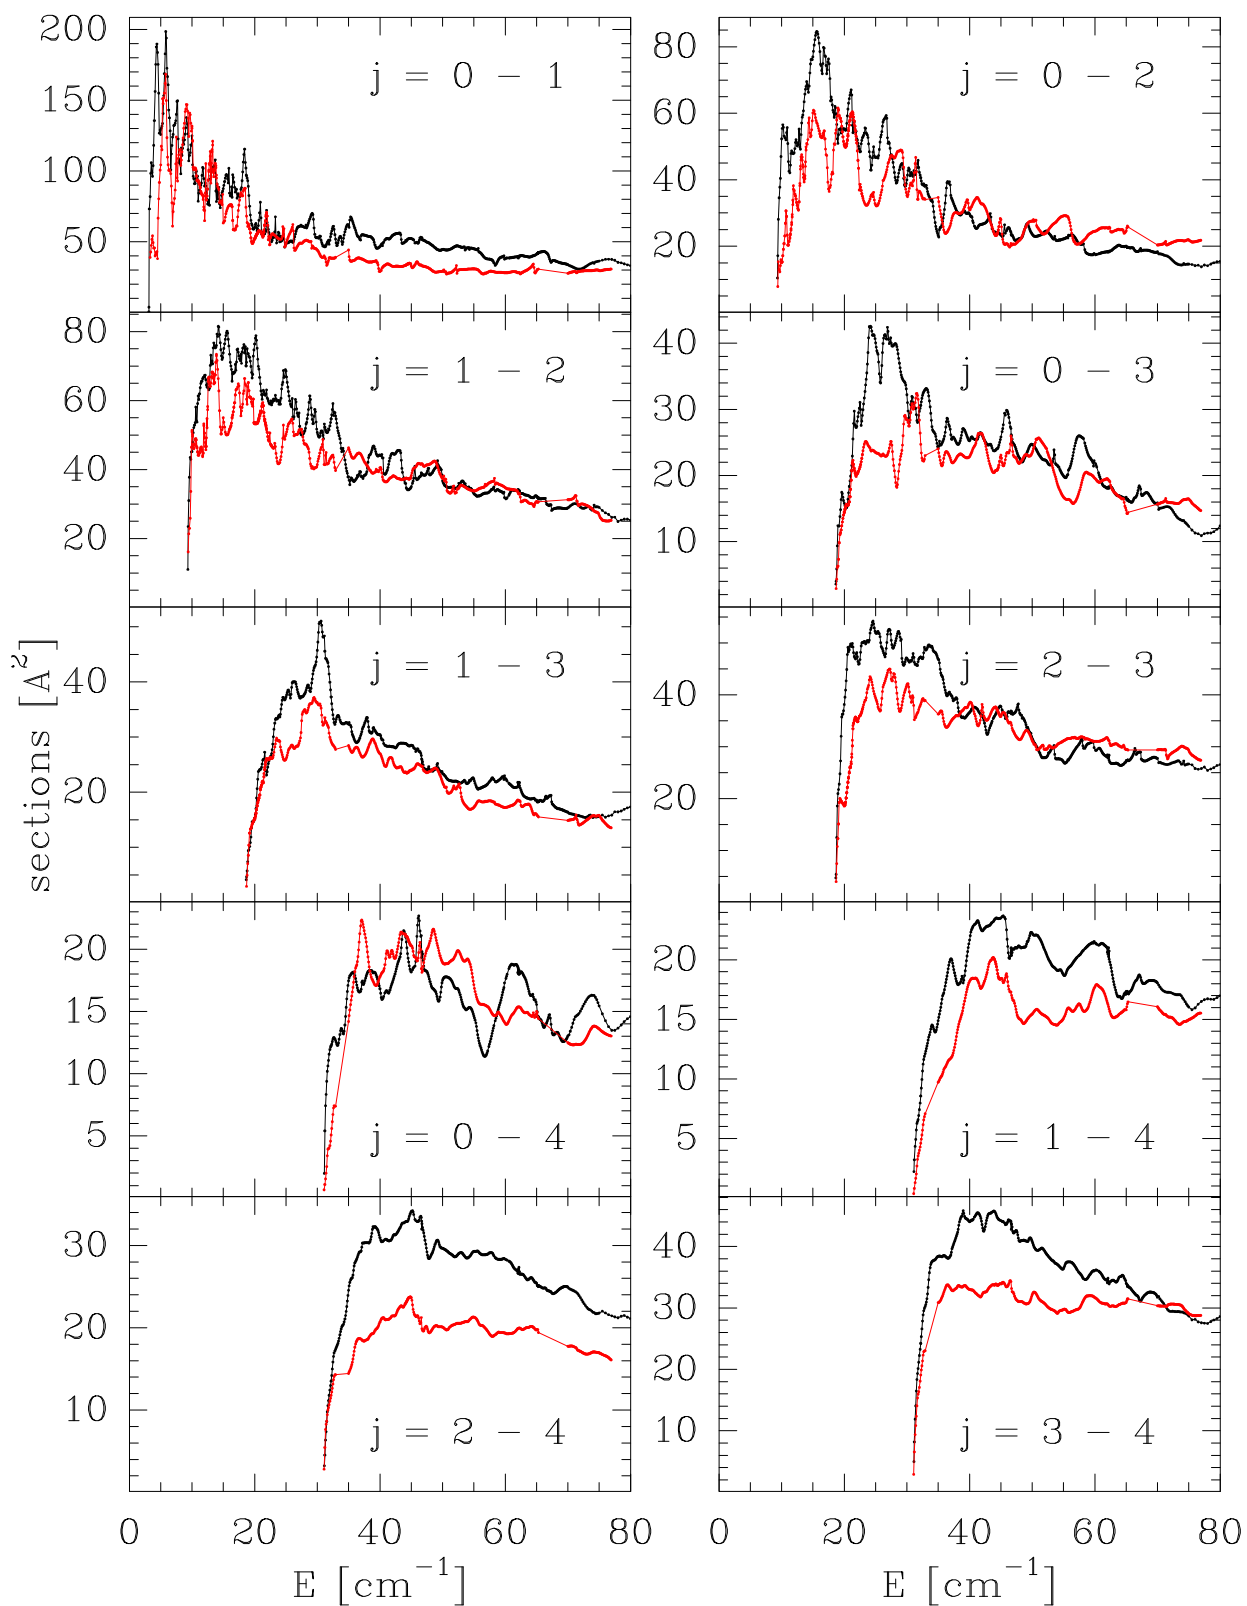 200
150
100
50
j = 0 - 1
80
60
40
20
j = 0 - 2
80
60
40
20
j = 1 - 2
40
30
20
10
j = 0 - 3
40
20
j = 1 - 3
40
20
j = 2 - 3
sections [A²]
20
15
10
5
j = 0 - 4
20
15
10
5
j = 1 - 4
30
20
10
j = 2 - 4
40
30
20
10
j = 3 - 4
0 20 40 60 80
0 20 40 60 80
E [cm⁻¹]
E [cm⁻¹]